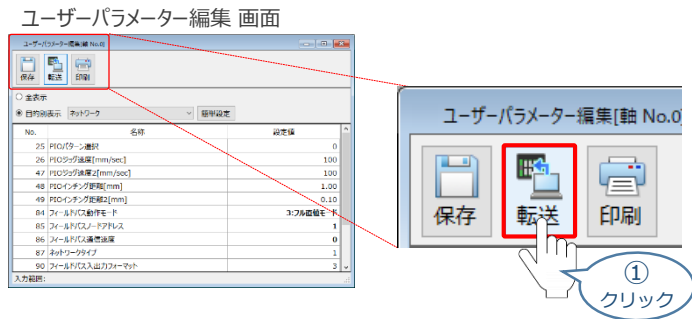 ユーザーパラメーター編集 画面
ユーザーパラメーター編集[軸 No.0]
保存 転送 印刷
全表示
目的別表示 ネットワーク 簡単設定
No. 名称 設定値
25 PIOパターン選択 0
26 PIOジョグ速度[mm/sec] 100
47 PIOジョグ速度2[mm/sec] 100
48 PIOインチング距離[mm] 1.00
49 PIOインチング距離2[mm] 0.10
84 フィールドバス動作モード 3:フル直値モード
85 フィールドバスノードアドレス 1
86 フィールドバス通信速度 0
87 ネットワークタイプ 1
90 フィールドバス入出力フォーマット 3
入力範囲:
ユーザーパラメーター編集[軸 No.0]
保存 転送 印刷
①
クリック